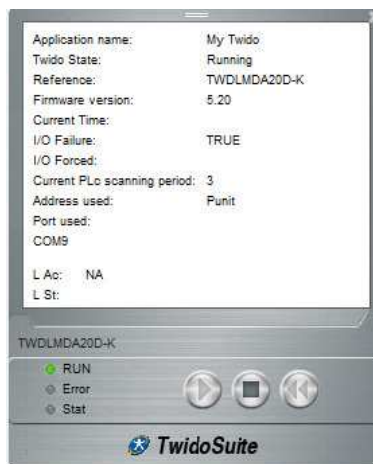 Application name: My Twido
Twido State: Running
Reference: TWDLMDA20D-K
Firmware version: 5.20
Current Time:
I/O Failure: TRUE
I/O Forced:
Current PLc scanning period: 3
Address used: Punit
Port used:
COM9
L Ac: NA
L St:
TWDLMDA20D-K
RUN
Error
Stat
TwidoSuite